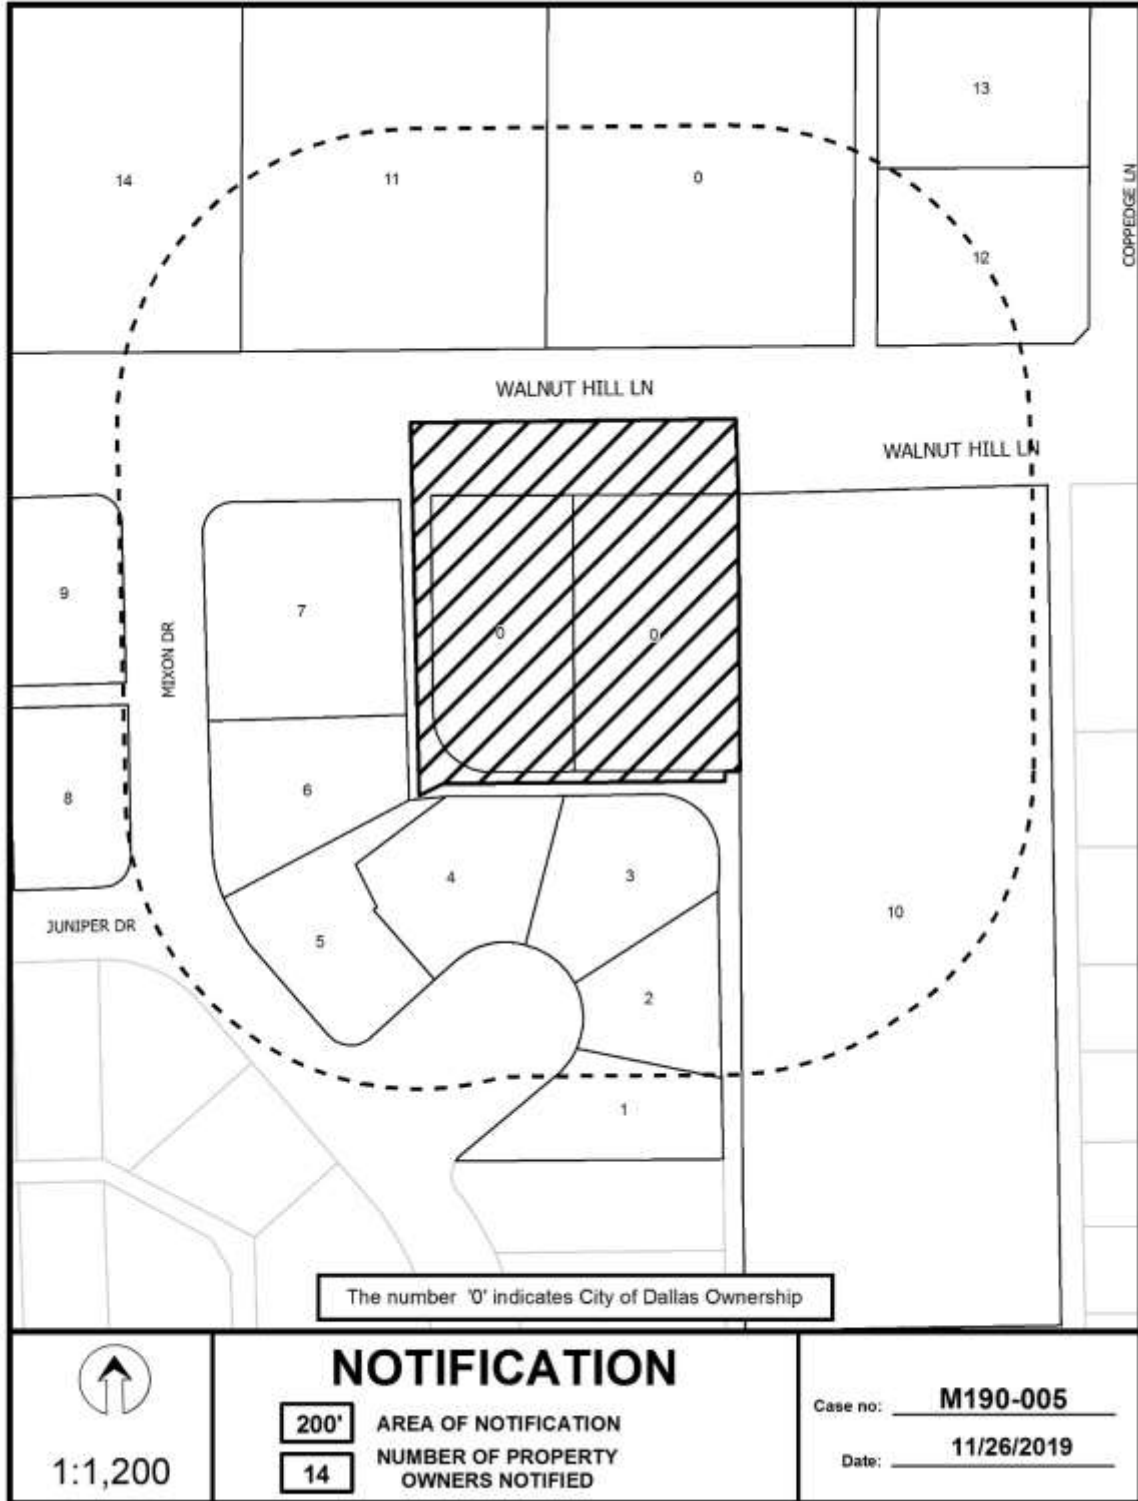 13
14
11
0
COPPEDGE LN
12
WALNUT HILL LN
WALNUT HILL LN
9
7
MIXON DR
0
0
6
8
4
3
10
JUNIPER DR
5
2
1
The number '0' indicates City of Dallas Ownership
1:1,200
NOTIFICATION
200' AREA OF NOTIFICATION
14 NUMBER OF PROPERTY
OWNERS NOTIFIED
Case no: M190-005
Date: 11/26/2019